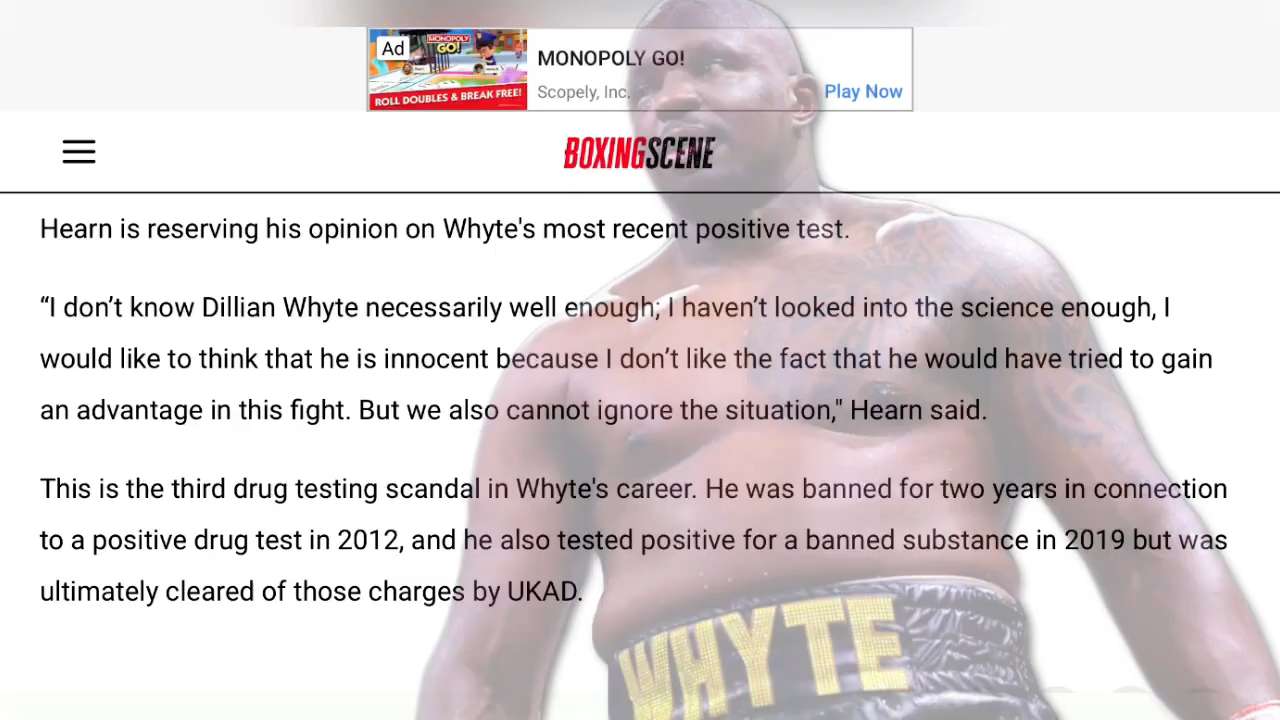 Ad
MONOPOLY
GO!
ROLL DOUBLES & BREAK FREE!
MONOPOLY GO!
Scopely, Inc.
Play Now
BOXINGSCENE
Hearn is reserving his opinion on Whyte's most recent positive test.
“I don’t know Dillian Whyte necessarily well enough; I haven’t looked into the science enough, I
would like to think that he is innocent because I don’t like the fact that he would have tried to gain
an advantage in this fight. But we also cannot ignore the situation," Hearn said.
This is the third drug testing scandal in Whyte's career. He was banned for two years in connection
to a positive drug test in 2012, and he also tested positive for a banned substance in 2019 but was
ultimately cleared of those charges by UKAD.
WHYTE